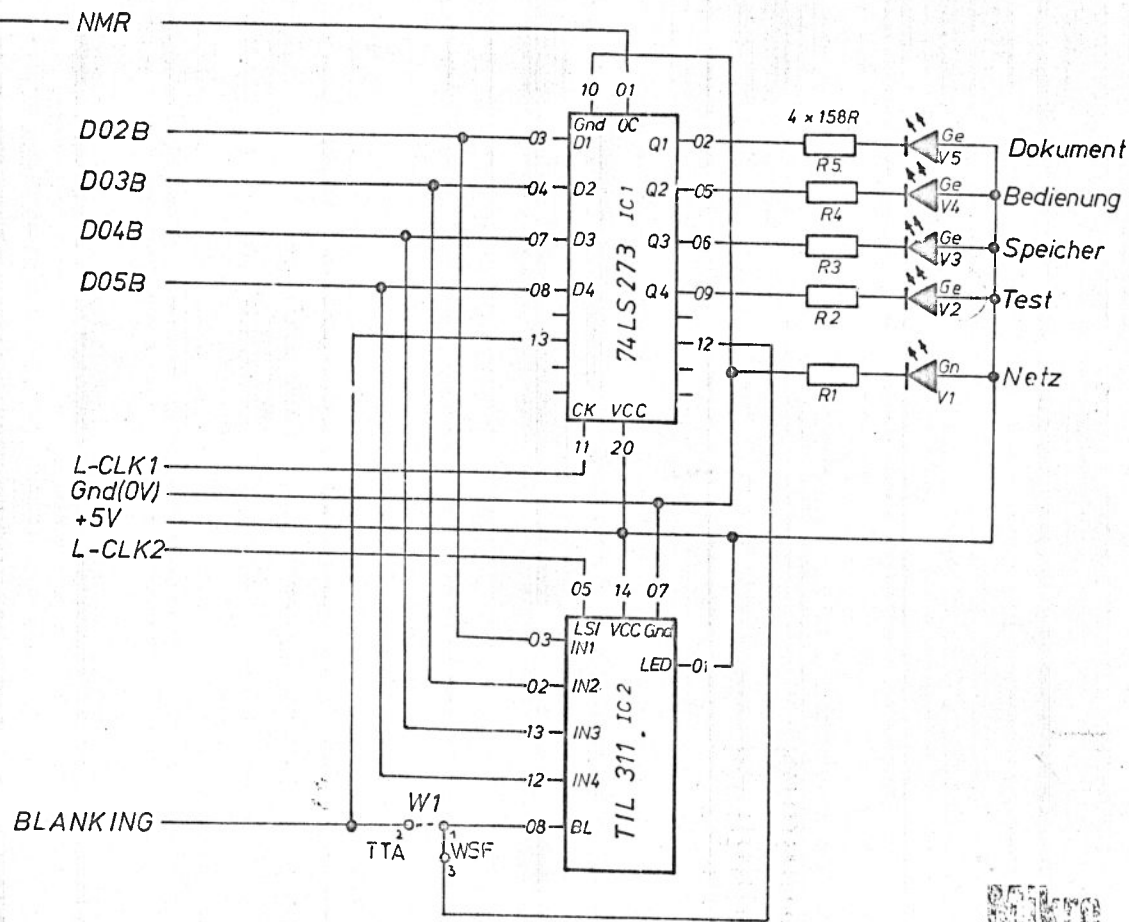 NMR
10 01
Gnd OC
4 x 158R
D02B 03 D1 Q1 02 R5 Ge V5 Dokument
D03B 04 D2 Q2 05 R4 Ge V4 Bedienung
D04B 07 D3 Q3 06 R3 Ge V3 Speicher
D05B 08 D4 Q4 09 R2 Ge V2 Test
74LS273 IC1
13 12
R1 Gn V1 Netz
CK VCC
11 20
L-CLK1
Gnd(0V)
+5V
L-CLK2
05 14 07
LSI VCC Gnd
03 IN1
LED 01
02 IN2
13 IN3
12 IN4
TIL 311 IC2
BLANKING W1 08 BL
2 1
TTA WSF
3
Mikro